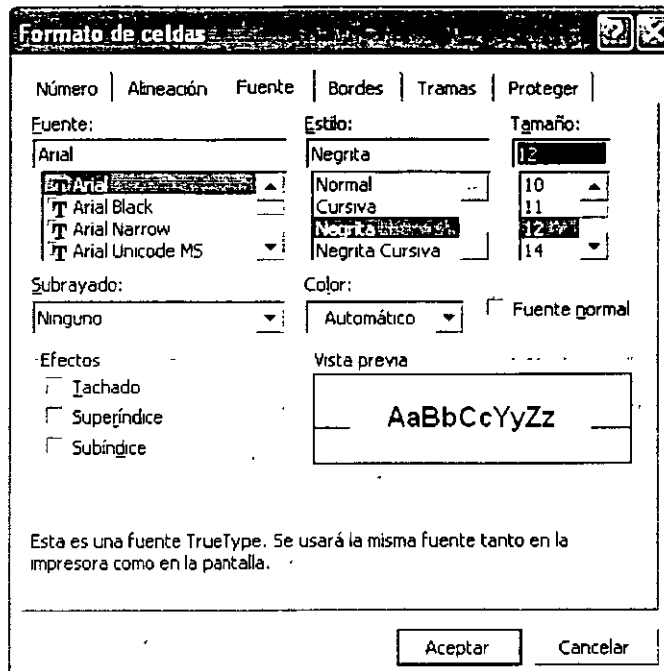 Formato de celdas
Número Alineación Fuente Bordes Tramas Proteger
Fuente: Estilo: Tamaño:
Arial Negrita 12
Arial Normal 10
Arial Black Cursiva 11
Arial Narrow Negrita 12
Arial Unicode MS Negrita Cursiva 14
Subrayado: Color:
Ninguno Automático Fuente normal
Efectos Vista previa
Tachado
Superíndice AaBbCcYyZz
Subíndice
Esta es una fuente TrueType. Se usará la misma fuente tanto en la
impresora como en la pantalla.
Aceptar Cancelar